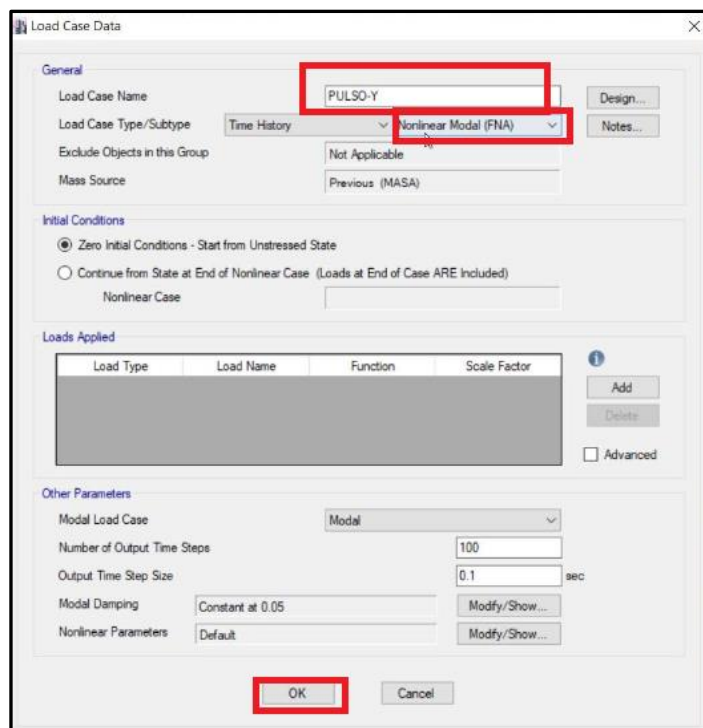 Load Case Data
General
Load Case Name PULSO-Y Design...
Load Case Type/Subtype Time History Nonlinear Modal (FNA) Notes...
Exclude Objects in this Group Not Applicable
Mass Source Previous (MASA)
Initial Conditions
Zero Initial Conditions - Start from Unstressed State
Continue from State at End of Nonlinear Case (Loads at End of Case ARE Included)
Nonlinear Case
Loads Applied
Load Type Load Name Function Scale Factor
Add
Delete
Advanced
Other Parameters
Modal Load Case Modal
Number of Output Time Steps 100
Output Time Step Size 0.1 sec
Modal Damping Constant at 0.05 Modify/Show...
Nonlinear Parameters Default Modify/Show...
OK Cancel